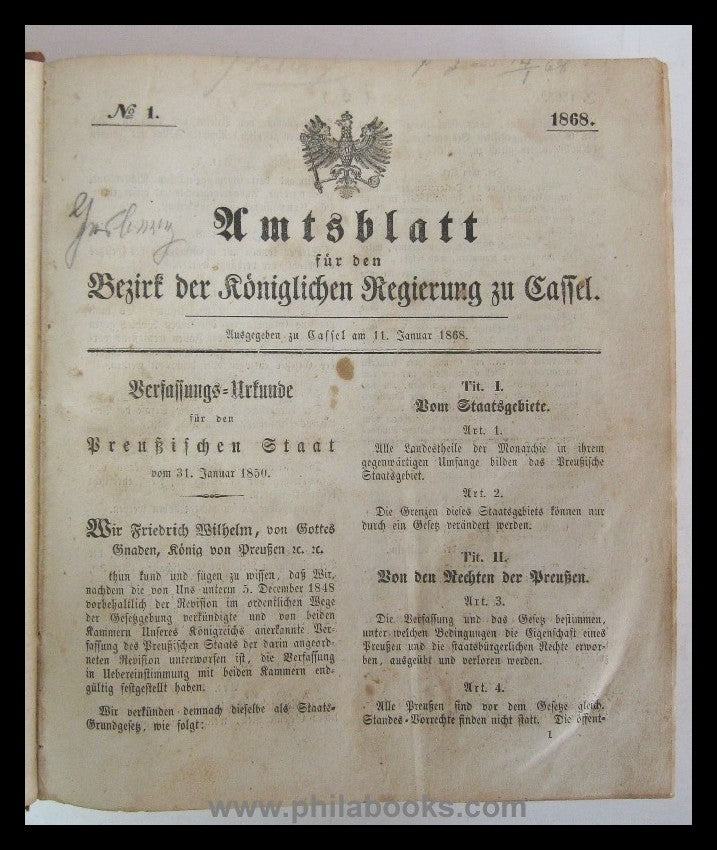 № 1.
1868.
Amtsblatt
für den
Bezirk der Königlichen Regierung zu Cassel.
Ausgegeben zu Cassel am 11. Januar 1868.
Verfassungs-Urkunde
für den
Preußischen Staat
vom 31. Januar 1850.
Wir Friedrich Wilhelm, von Gottes
Gnaden, König von Preußen ꝛc. ꝛc.
thun kund und fügen zu wissen, daß Wir,
nachdem die von Uns unterm 5. December 1848
vorbehaltlich der Revision im ordentlichen Wege
der Gesetzgebung verkündigte und von beiden
Kammern Unseres Königreichs anerkonnte Ver-
fassung des Preußischen Staats der darin angeord-
neten Revision unterworfen ist, die Verfassung
in Uebereinstimmung mit beiden Kammern end-
gültig festgestellt haben.
Wir verkünden demnach dieselbe als Staats-
Grundgesetz, wie folgt:
Tit. I.
Vom Staatsgebiete.
Art. 1.
Alle Landestheile der Monarchie in ihrem
gegenwärtigen Umfange bilden das Preußische
Staatsgebiet.
Art. 2.
Die Grenzen dieses Staatsgebiets können nur
durch ein Gesetz verändert werden.
Tit. II.
Von den Rechten der Preußen.
Art. 3.
Die Verfassung und das Gesetz bestimmen,
unter welchen Bedingungen die Eigenschaft eines
Preußen und die staatsbürgerlichen Rechte erwor-
ben, ausgeübt und verloren werden.
Art. 4.
Alle Preußen sind vor dem Gesetze gleich.
Standes-Vorrechte finden nicht statt. Die öffent-
1
www.philabooks.com